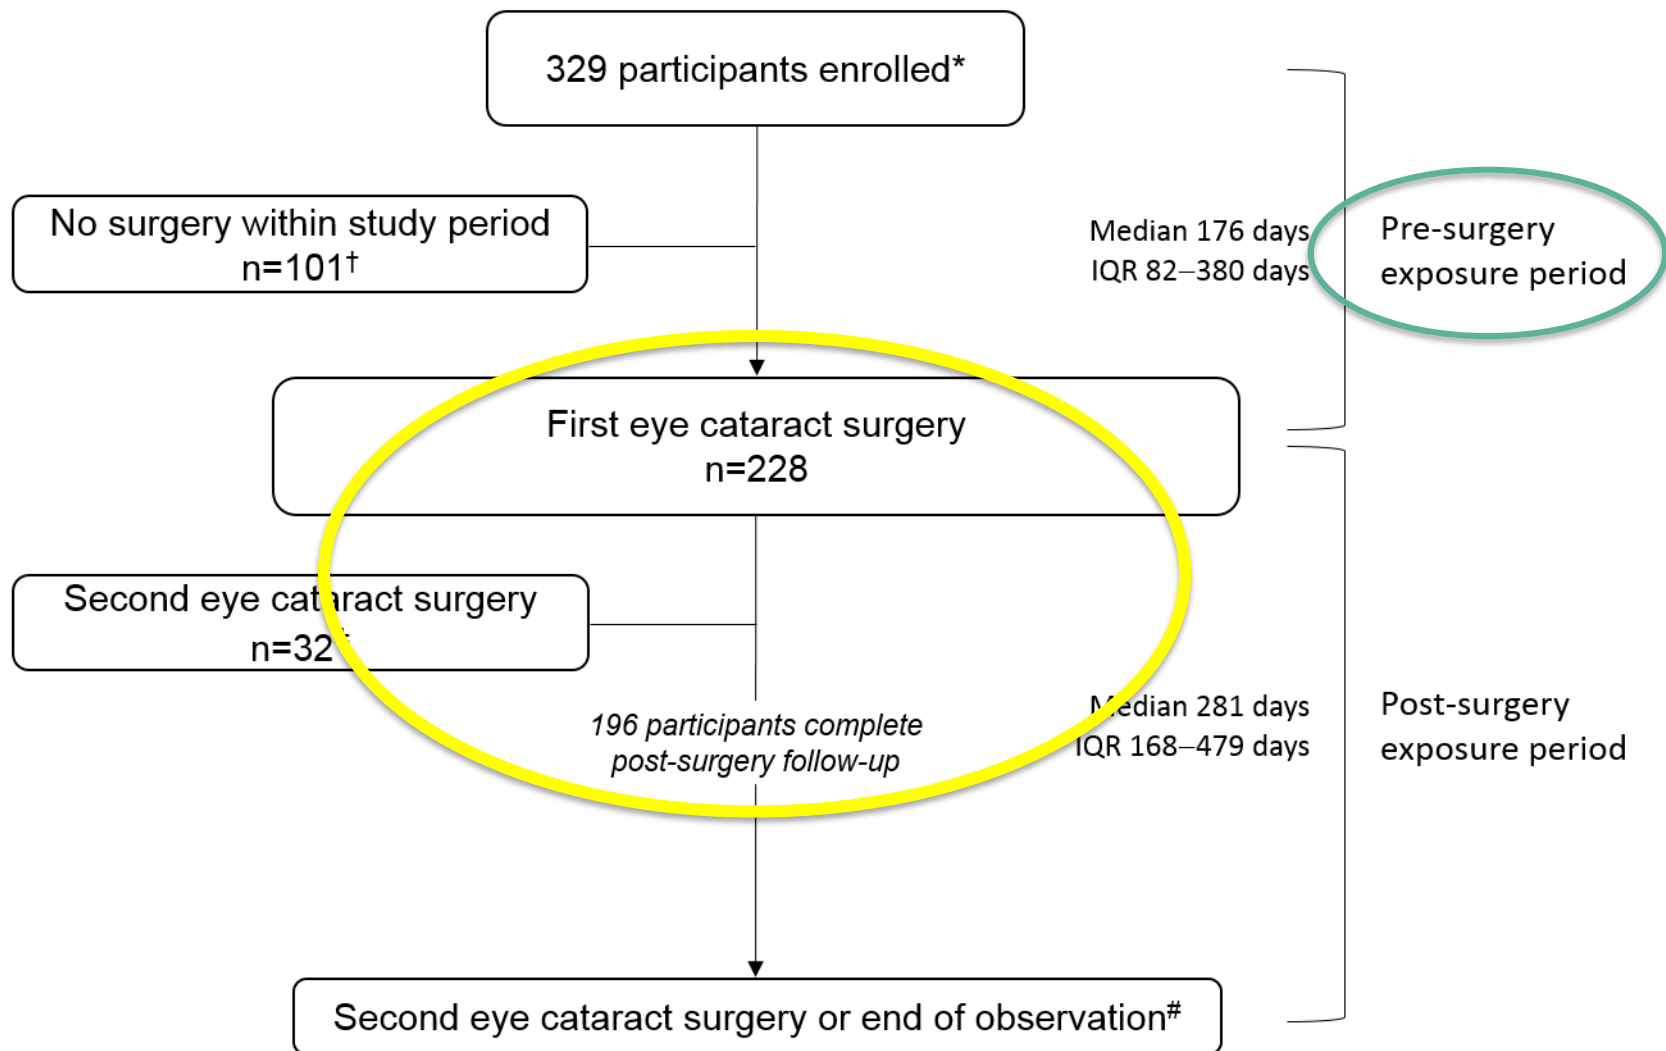 329 participants enrolled*
No surgery within study period
n=101†
Median 176 days
IQR 82–380 days
Pre-surgery
exposure period
First eye cataract surgery
n=228
Second eye cataract surgery
n=32
196 participants complete
post-surgery follow-up
Median 281 days
IQR 168–479 days
Post-surgery
exposure period
Second eye cataract surgery or end of observation#